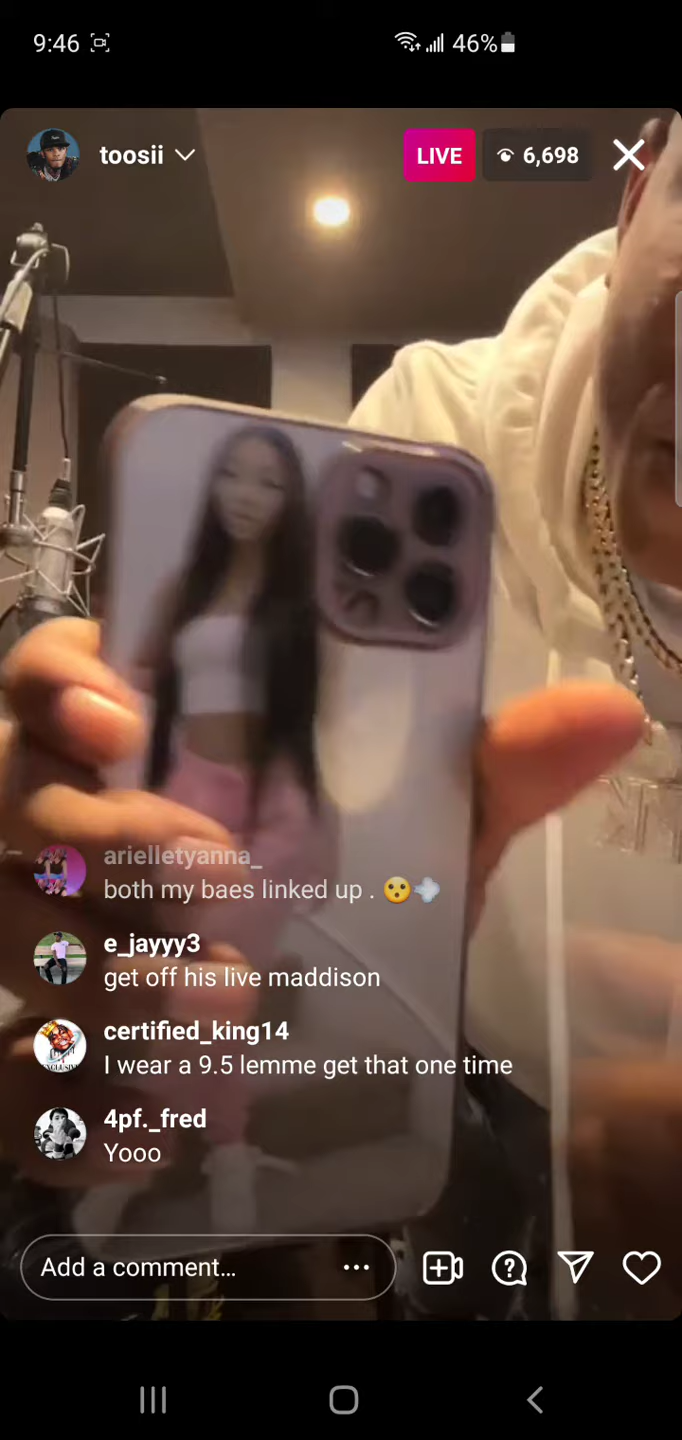 9:46
46%
toosii
LIVE
6,698
arielletyanna_
both my baes linked up . 😮‍💨
e_jayyy3
get off his live maddison
certified_king14
I wear a 9.5 lemme get that one time
4pf._fred
Yooo
Add a comment...